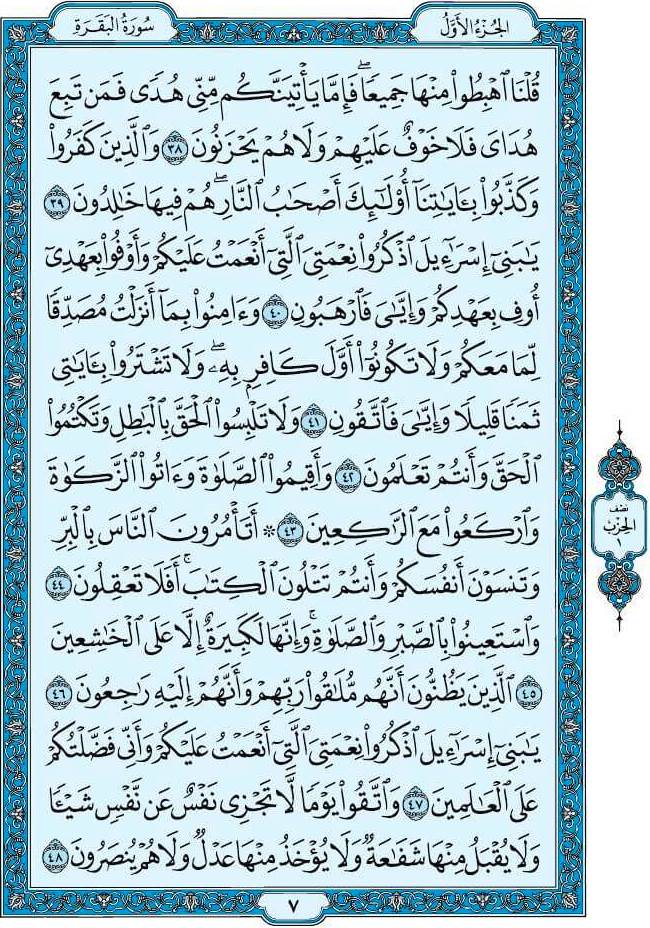 الجُزْءُ الأَوَّلُ
سُورَةُ البَقَرَةِ
قُلْنَا ٱهْبِطُوا۟ مِنْهَا جَمِيعًۭا ۖ فَإِمَّا يَأْتِيَنَّكُم مِّنِّى هُدًۭى فَمَن تَبِعَ
هُدَاىَ فَلَا خَوْفٌ عَلَيْهِمْ وَلَا هُمْ يَحْزَنُونَ ٣٨ وَٱلَّذِينَ كَفَرُوا۟
وَكَذَّبُوا۟ بِـَٔايَـٰتِنَآ أُو۟لَـٰٓئِكَ أَصْحَـٰبُ ٱلنَّارِ ۖ هُمْ فِيهَا خَـٰلِدُونَ ٣٩
يَـٰبَنِىٓ إِسْرَٰٓءِيلَ ٱذْكُرُوا۟ نِعْمَتِىَ ٱلَّتِىٓ أَنْعَمْتُ عَلَيْكُمْ وَأَوْفُوا۟ بِعَهْدِىٓ
أُوفِ بِعَهْدِكُمْ وَإِيَّـٰىَ فَٱرْهَبُونِ ٤٠ وَءَامِنُوا۟ بِمَآ أَنزَلْتُ مُصَدِّقًۭا
لِّمَا مَعَكُمْ وَلَا تَكُونُوٓا۟ أَوَّلَ كَافِرٍۭ بِهِۦ ۖ وَلَا تَشْتَرُوا۟ بِـَٔايَـٰتِى
ثَمَنًۭا قَلِيلًۭا وَإِيَّـٰىَ فَٱتَّقُونِ ٤١ وَلَا تَلْبِسُوا۟ ٱلْحَقَّ بِٱلْبَـٰطِلِ وَتَكْتُمُوا۟
ٱلْحَقَّ وَأَنتُمْ تَعْلَمُونَ ٤٢ وَأَقِيمُوا۟ ٱلصَّلَوٰةَ وَءَاتُوا۟ ٱلزَّكَوٰةَ
وَٱرْكَعُوا۟ مَعَ ٱلرَّٰكِعِينَ ٤٣ ۞ أَتَأْمُرُونَ ٱلنَّاسَ بِٱلْبِرِّ
وَتَنسَوْنَ أَنفُسَكُمْ وَأَنتُمْ تَتْلُونَ ٱلْكِتَـٰبَ ۚ أَفَلَا تَعْقِلُونَ ٤٤
وَٱسْتَعِينُوا۟ بِٱلصَّبْرِ وَٱلصَّلَوٰةِ ۚ وَإِنَّهَا لَكَبِيرَةٌ إِلَّا عَلَى ٱلْخَـٰشِعِينَ
٤٥ ٱلَّذِينَ يَظُنُّونَ أَنَّهُم مُّلَـٰقُوا۟ رَبِّهِمْ وَأَنَّهُمْ إِلَيْهِ رَٰجِعُونَ ٤٦
يَـٰبَنِىٓ إِسْرَٰٓءِيلَ ٱذْكُرُوا۟ نِعْمَتِىَ ٱلَّتِىٓ أَنْعَمْتُ عَلَيْكُمْ وَأَنِّى فَضَّلْتُكُمْ
عَلَى ٱلْعَـٰلَمِينَ ٤٧ وَٱتَّقُوا۟ يَوْمًۭا لَّا تَجْزِى نَفْسٌ عَن نَّفْسٍۢ شَيْـًۭٔا
وَلَا يُقْبَلُ مِنْهَا شَفَـٰعَةٌۭ وَلَا يُؤْخَذُ مِنْهَا عَدْلٌۭ وَلَا هُمْ يُنصَرُونَ ٤٨
٧
نصف
الحزب
١